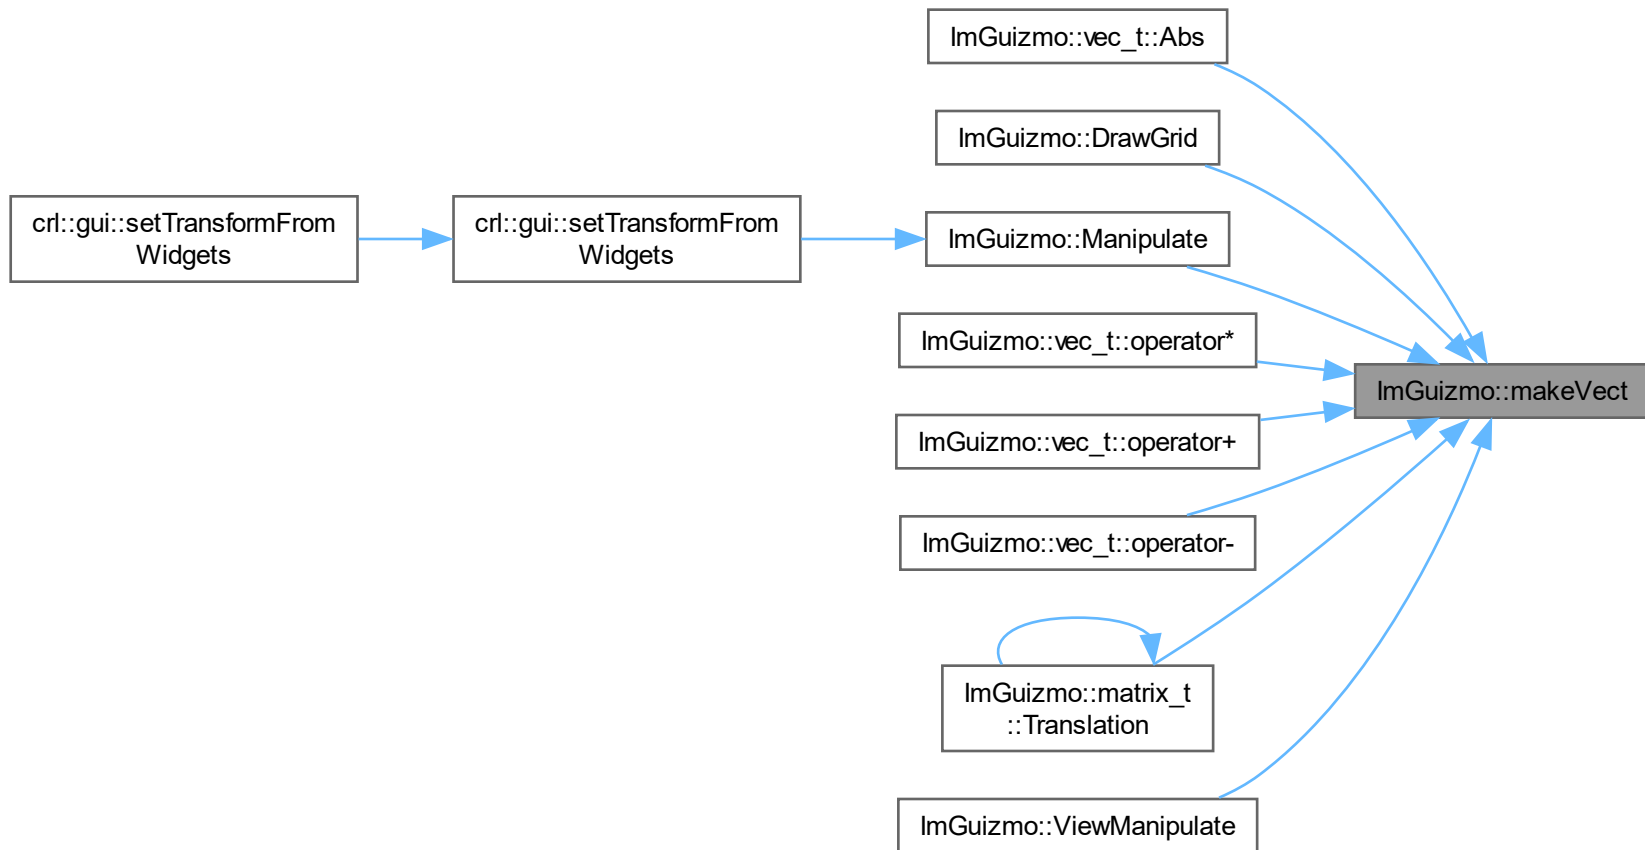 ImGuizmo::vec_t::Abs
ImGuizmo::DrawGrid
crl::gui::setTransformFrom
Widgets
crl::gui::setTransformFrom
Widgets
ImGuizmo::Manipulate
ImGuizmo::vec_t::operator*
ImGuizmo::makeVect
ImGuizmo::vec_t::operator+
ImGuizmo::vec_t::operator-
ImGuizmo::matrix_t
::Translation
ImGuizmo::ViewManipulate